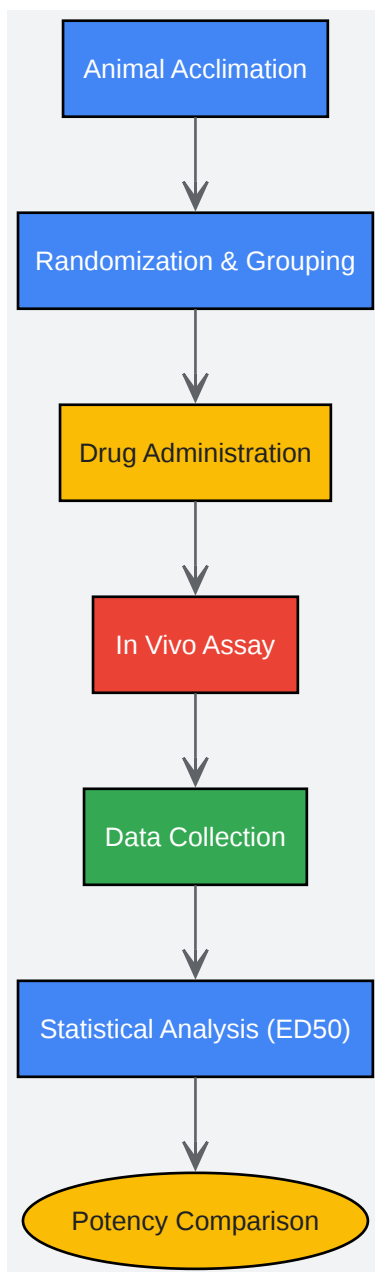 Animal Acclimation
Randomization & Grouping
Drug Administration
In Vivo Assay
Data Collection
Statistical Analysis (ED50)
Potency Comparison